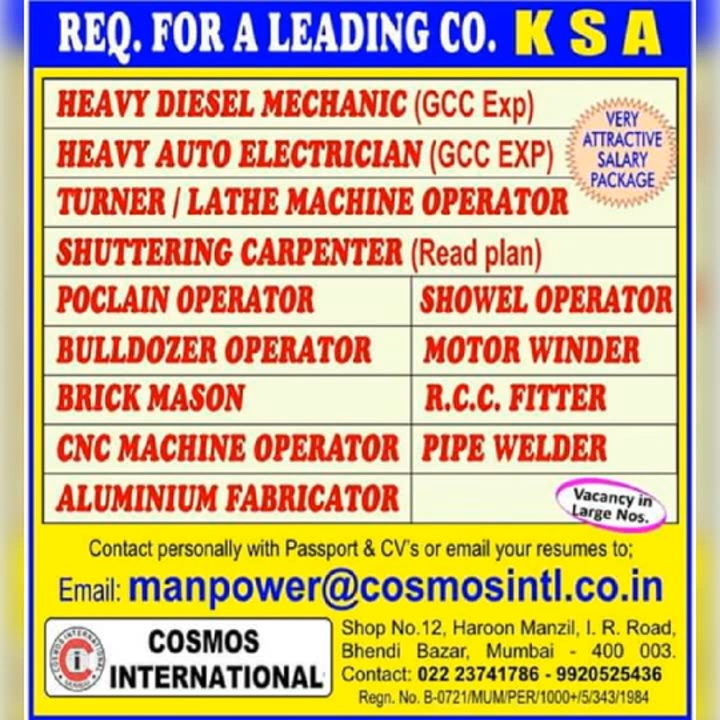 REQ. FOR A LEADING CO. KSA
HEAVY DIESEL MECHANIC (GCC Exp)
HEAVY AUTO ELECTRICIAN (GCC EXP)
VERY
ATTRACTIVE
SALARY
PACKAGE
TURNER / LATHE MACHINE OPERATOR
SHUTTERING CARPENTER (Read plan)
POCLAIN OPERATOR SHOWEL OPERATOR
BULLDOZER OPERATOR MOTOR WINDER
BRICK MASON R.C.C. FITTER
CNC MACHINE OPERATOR PIPE WELDER
ALUMINIUM FABRICATOR
Vacancy in
Large Nos.
Contact personally with Passport & CV's or email your resumes to;
Email: manpower@cosmosintl.co.in
COSMOS INTERNATIONAL
MUMBAI
COSMOS
INTERNATIONAL
Shop No.12, Haroon Manzil, I. R. Road,
Bhendi Bazar, Mumbai - 400 003.
Contact: 022 23741786 - 9920525436
Regn. No. B-0721/MUM/PER/1000+/5/343/1984